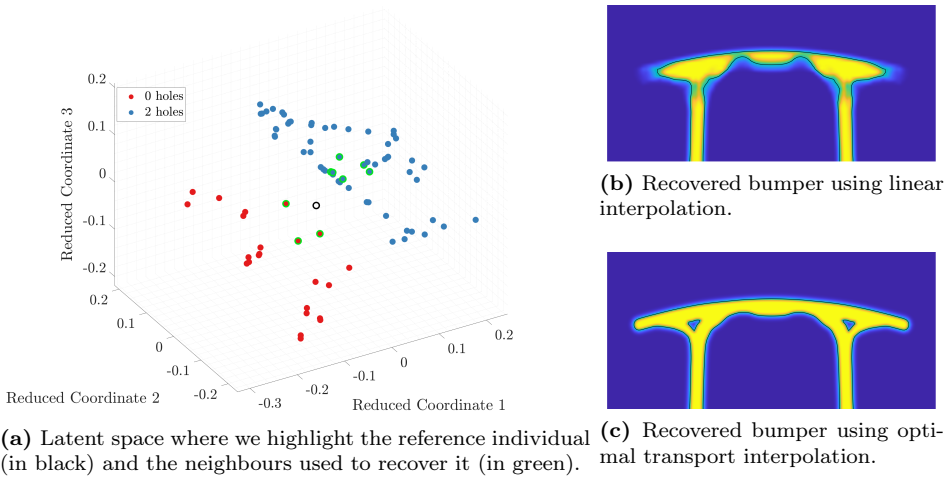 0.2
0.1
0
-0.1
-0.2
Reduced Coordinate 3
0 holes
2 holes
0.2
0.1
0
-0.1
-0.2
Reduced Coordinate 2
-0.3
-0.2
-0.1
0
0.1
0.2
Reduced Coordinate 1
(a) Latent space where we highlight the reference individual
(in black) and the neighbours used to recover it (in green).
(b) Recovered bumper using linear
interpolation.
(c) Recovered bumper using opti-
mal transport interpolation.